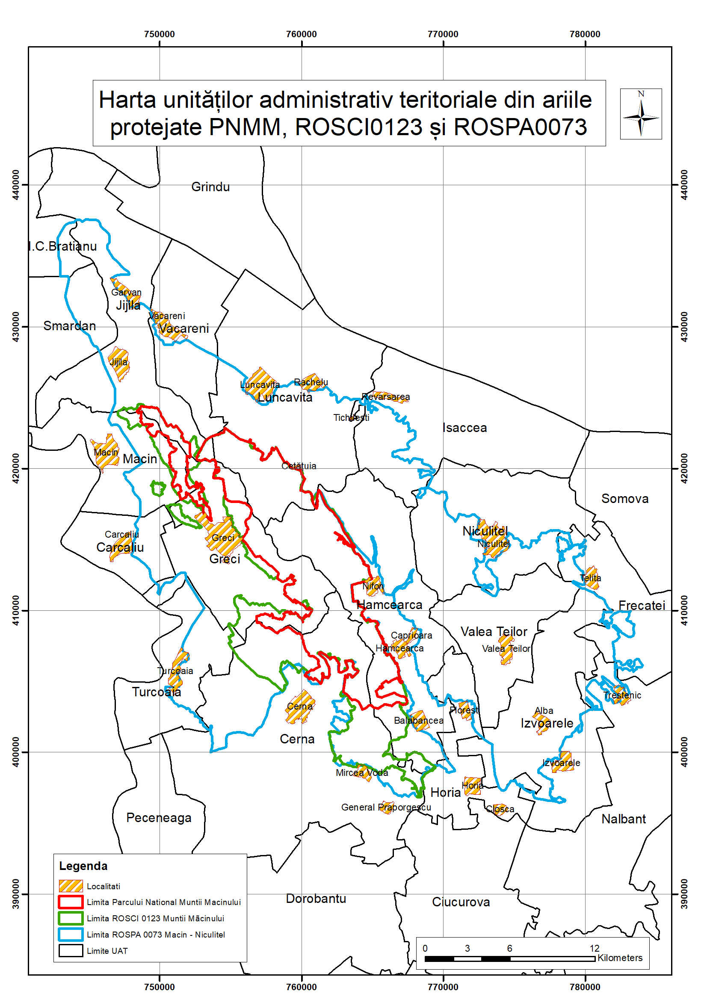 750000 760000 770000 780000
Harta unităților administrativ teritoriale din ariile
protejate PNMM, ROSCI0123 și ROSPA0073
N
440000
440000
Grindu
I.C.Bratianu
Garvan
Jijila
Vacareni
Smardan
Vacareni
430000
430000
Jijila
Rachelu
Luncavita
Luncavita
Revarsarea
Tichilesti
Isaccea
Macin
Macin
Cetățuia
420000
420000
Somova
Niculitel
Carcaliu
Greci
Niculitel
Carcaliu
Greci
Telita
Nifon
Hamcearca
Frecatei
410000
410000
Valea Teilor
Caprioara
Hamcearca
Valea Teilor
Turcoaia
Turcoaia
Trestenic
Cerna
Floresti
Alba
Balabancea
Izvoarele
Cerna
400000
400000
Izvoarele
Mircea Voda
Horia
Horia
General Praporgescu
Closca
Peceneaga
Nalbant
390000
390000
Dorobantu
Ciucurova
Legenda
Localitati
Limita Parcului National Muntii Macinului
Limita ROSCI 0123 Muntii Măcinului
Limita ROSPA 0073 Macin - Niculitel
Limite UAT
0 3 6 12
Kilometers
750000 760000 770000 780000